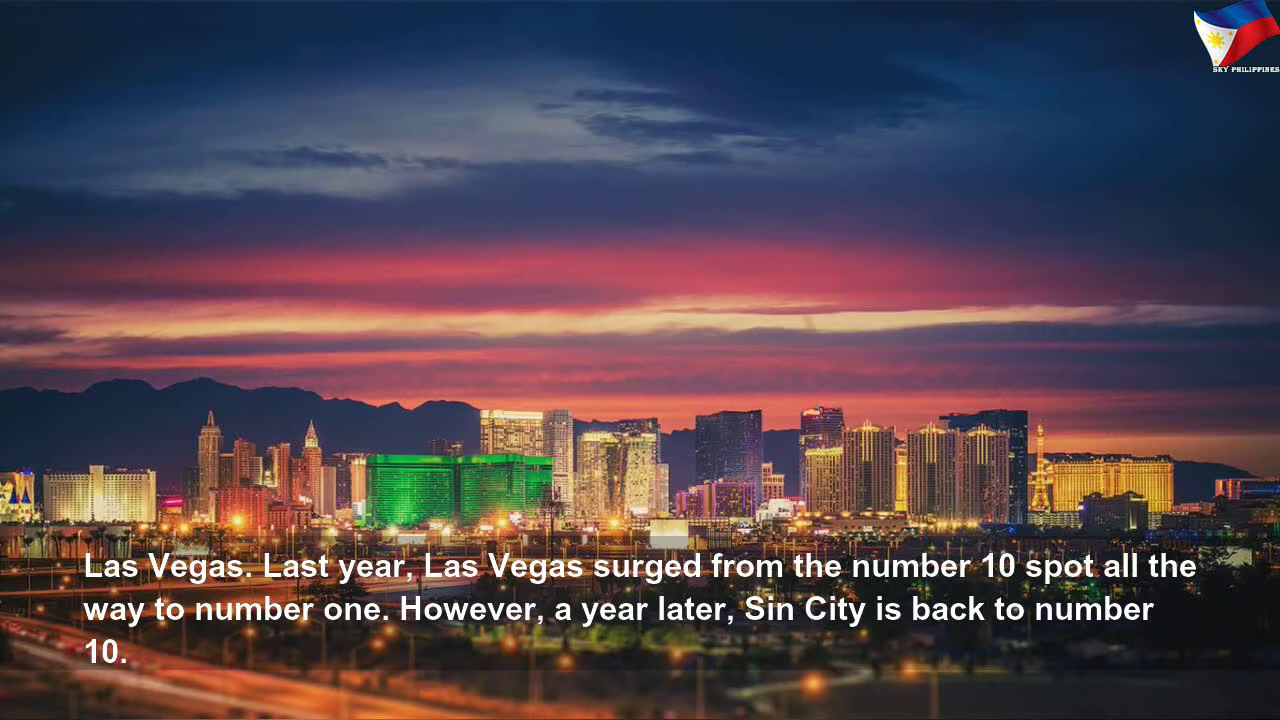 SKY PHILIPPINES
Las Vegas. Last year, Las Vegas surged from the number 10 spot all the
way to number one. However, a year later, Sin City is back to number
10.